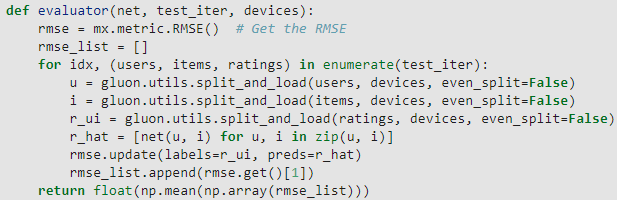 def evaluator(net, test_iter, devices):
    rmse = mx.metric.RMSE()  # Get the RMSE
    rmse_list = []
    for idx, (users, items, ratings) in enumerate(test_iter):
        u = gluon.utils.split_and_load(users, devices, even_split=False)
        i = gluon.utils.split_and_load(items, devices, even_split=False)
        r_ui = gluon.utils.split_and_load(ratings, devices, even_split=False)
        r_hat = [net(u, i) for u, i in zip(u, i)]
        rmse.update(labels=r_ui, preds=r_hat)
        rmse_list.append(rmse.get()[1])
    return float(np.mean(np.array(rmse_list)))